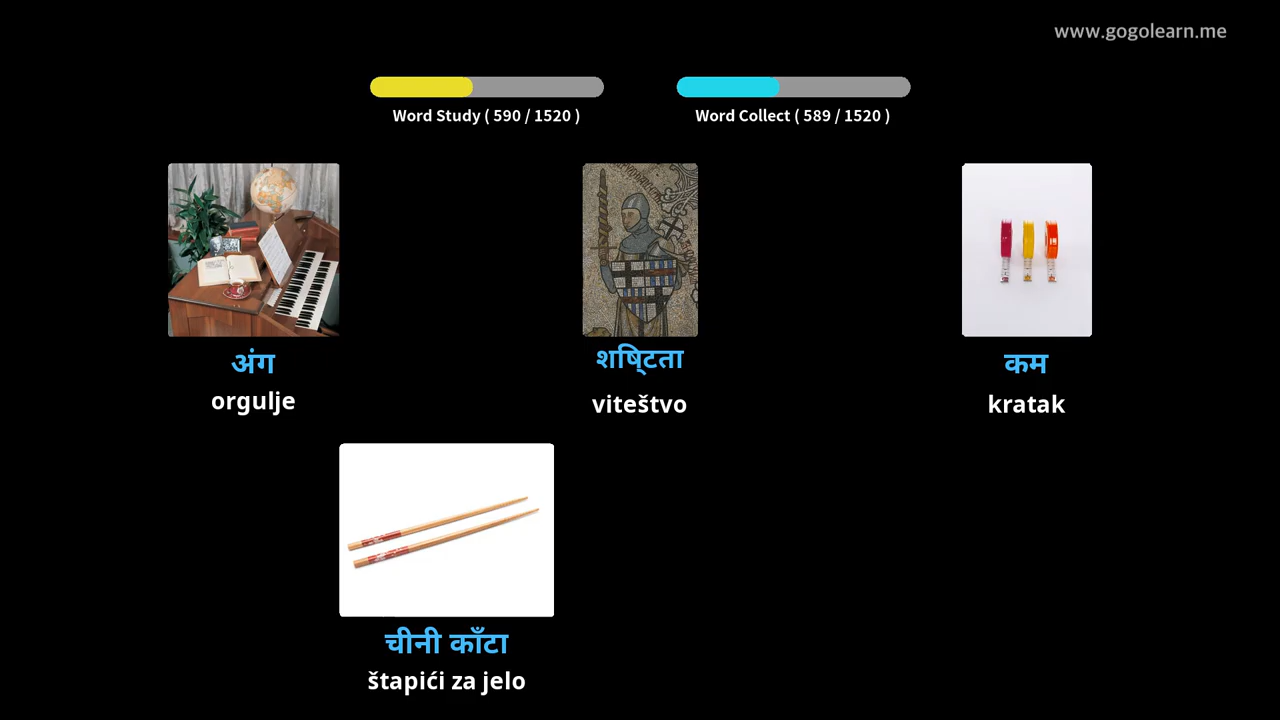 www.gogolearn.me
Word Study ( 590 / 1520 )
Word Collect ( 589 / 1520 )
अंग
orgulje
शषि्टता
viteštvo
कम
kratak
चीनी काँटा
štapići za jelo